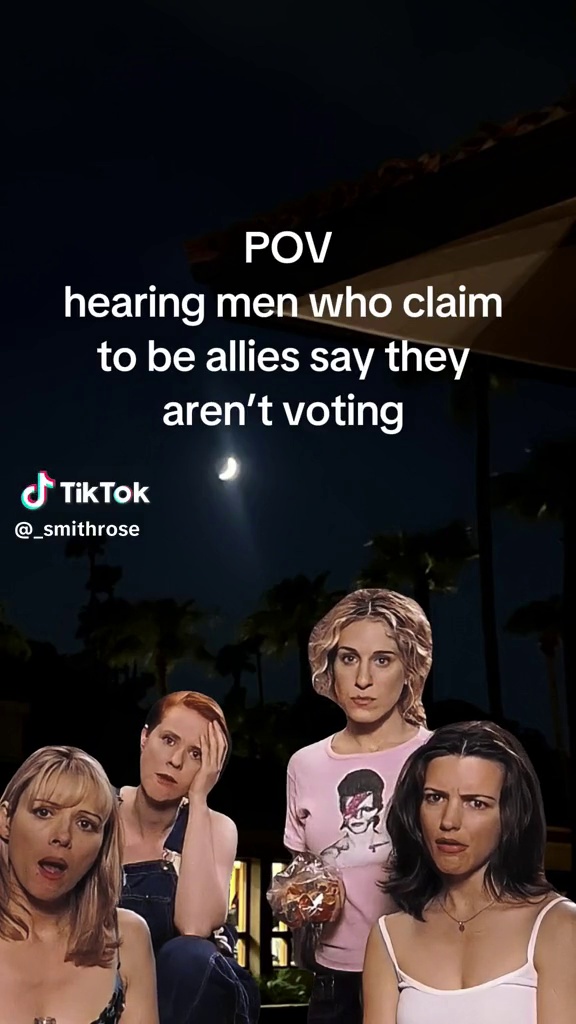 POV
hearing men who claim
to be allies say they
aren't voting
TikTok
@_smithrose